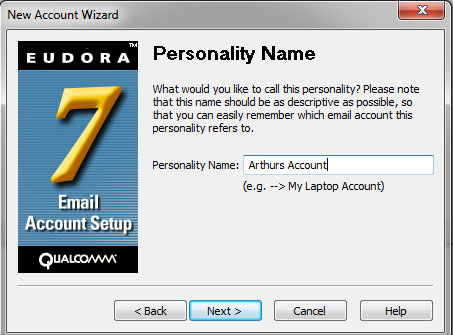 New Account Wizard
EUDORA™
7
Email
Account Setup
QUALCOMM®
Personality Name
What would you like to call this personality? Please note
that this name should be as descriptive as possible, so
that you can easily remember which email account this
personality refers to.
Personality Name: Arthurs Account
(e.g. --> My Laptop Account)
< Back Next > Cancel Help